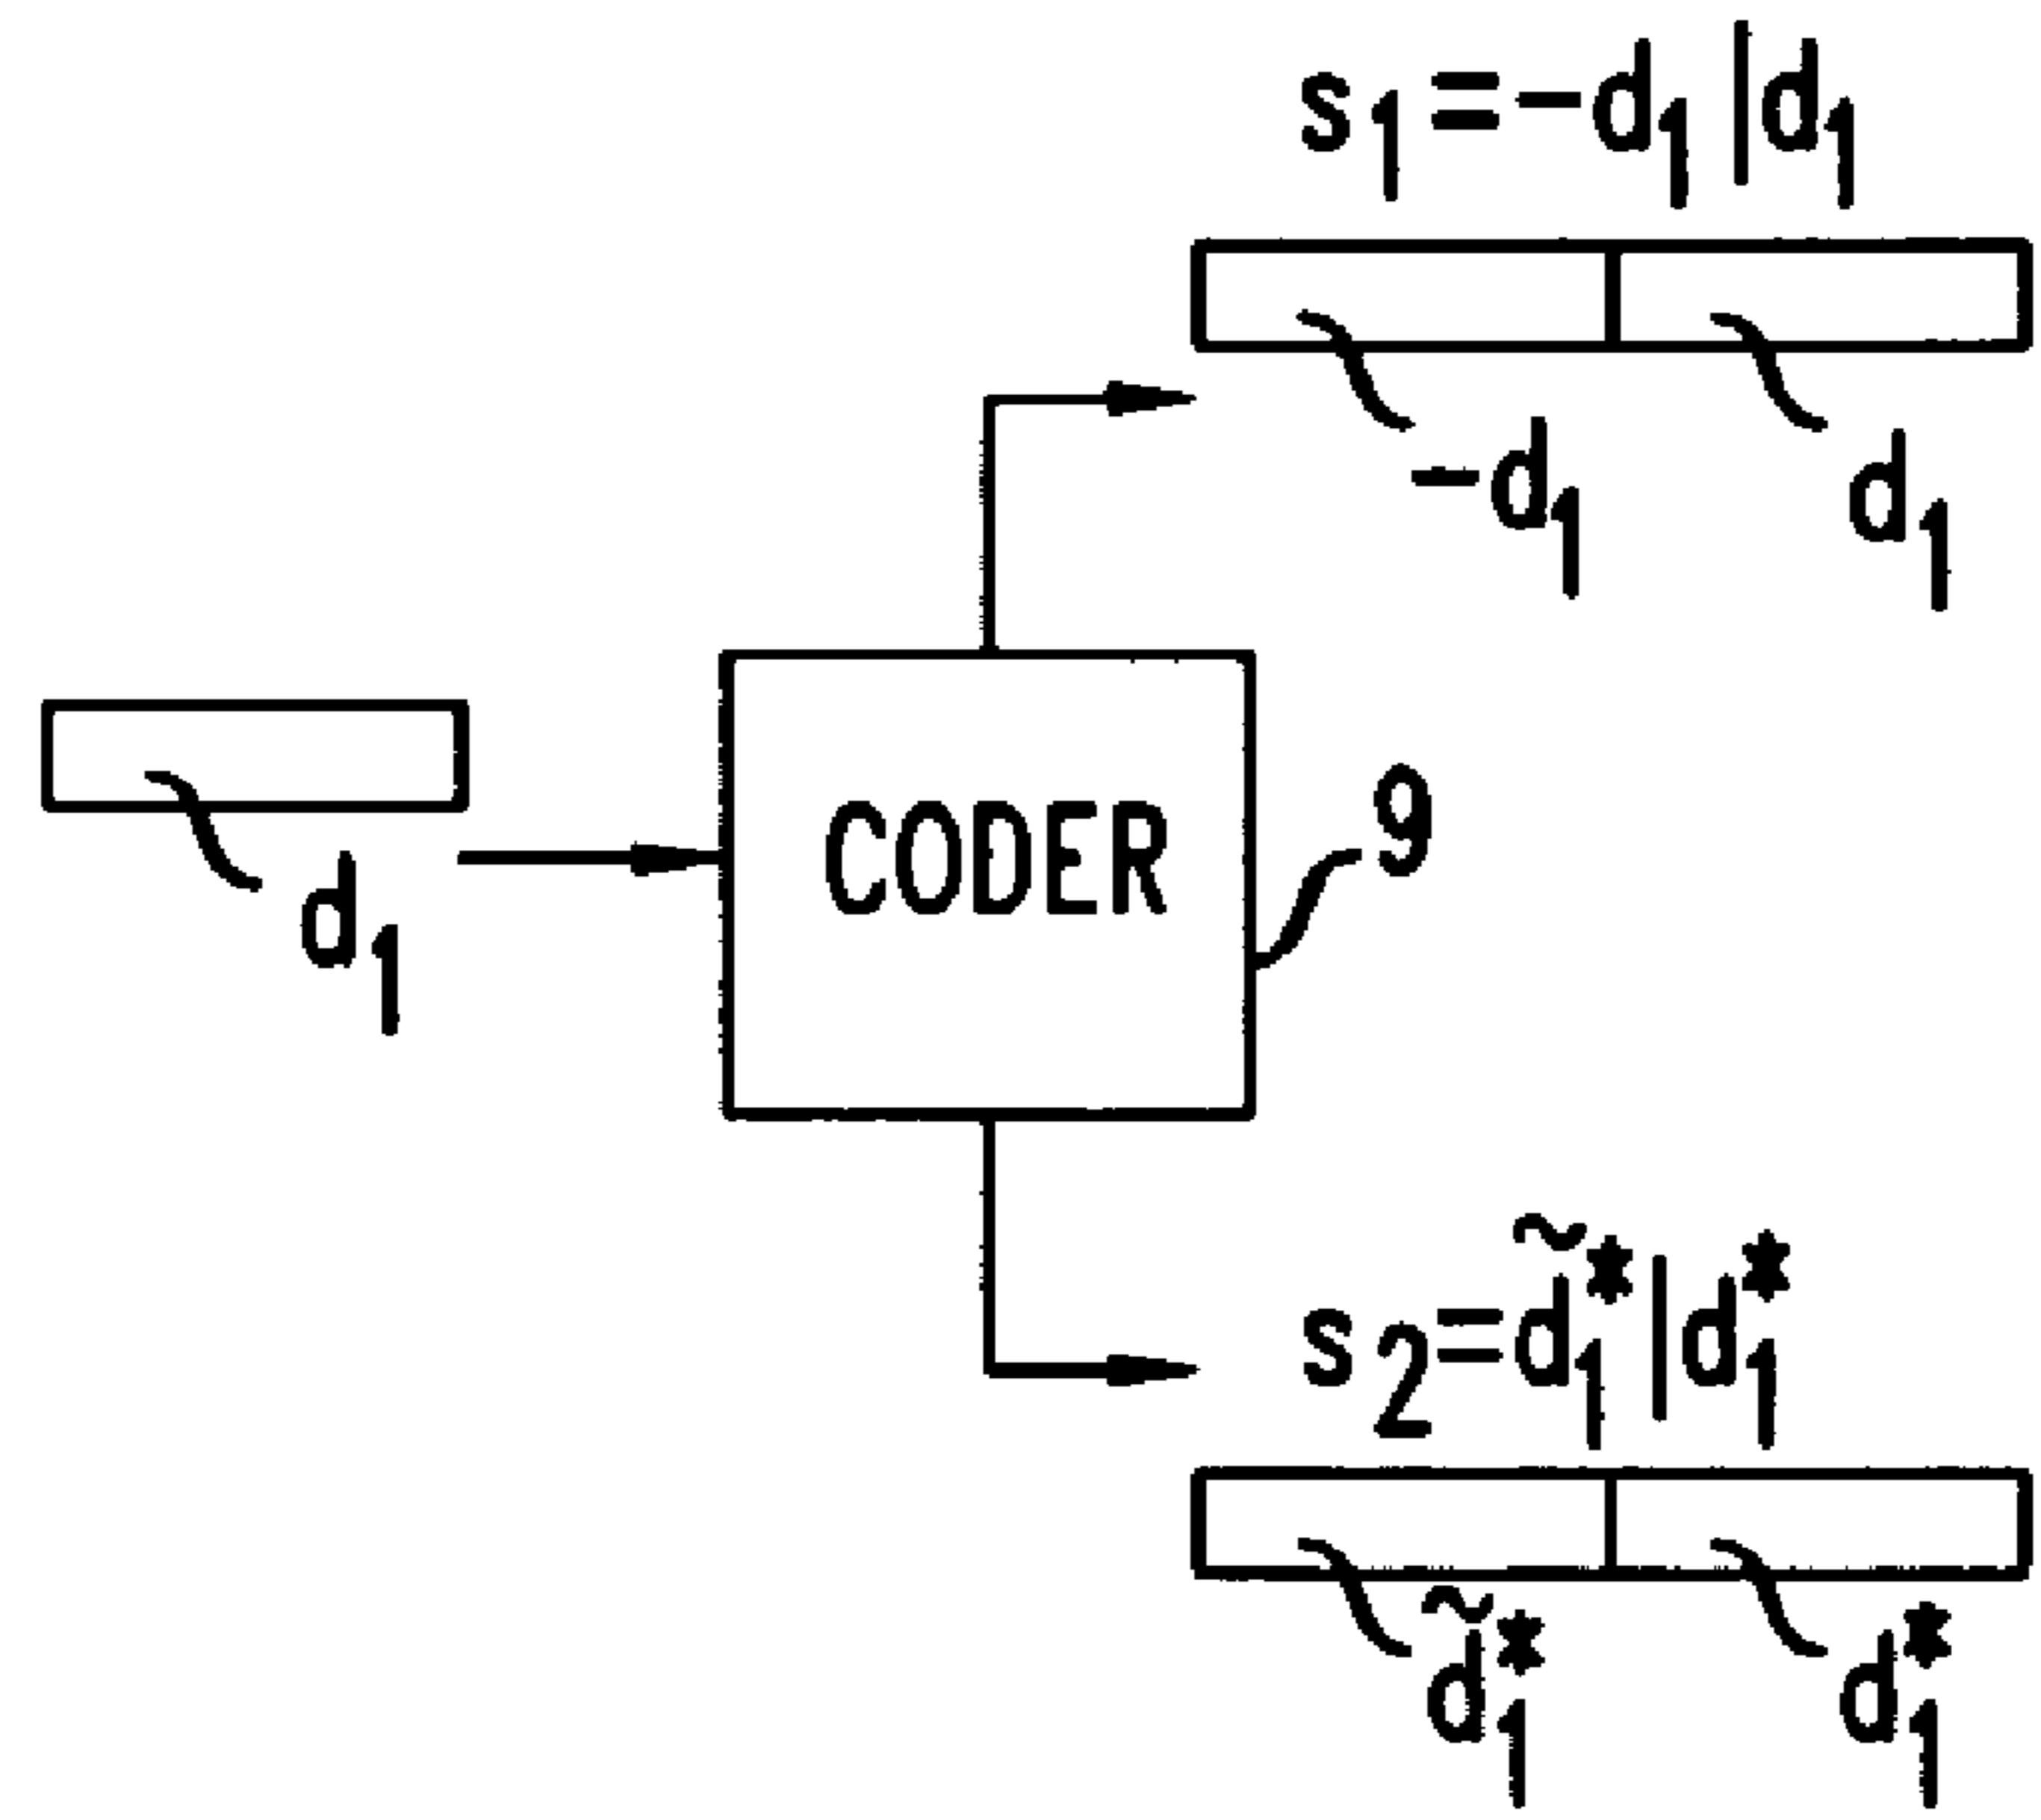 s₁=-d₁|d₁
-d₁ d₁
d₁
CODER
9
s₂=d̃₁*|d₁*
d̃₁* d₁*